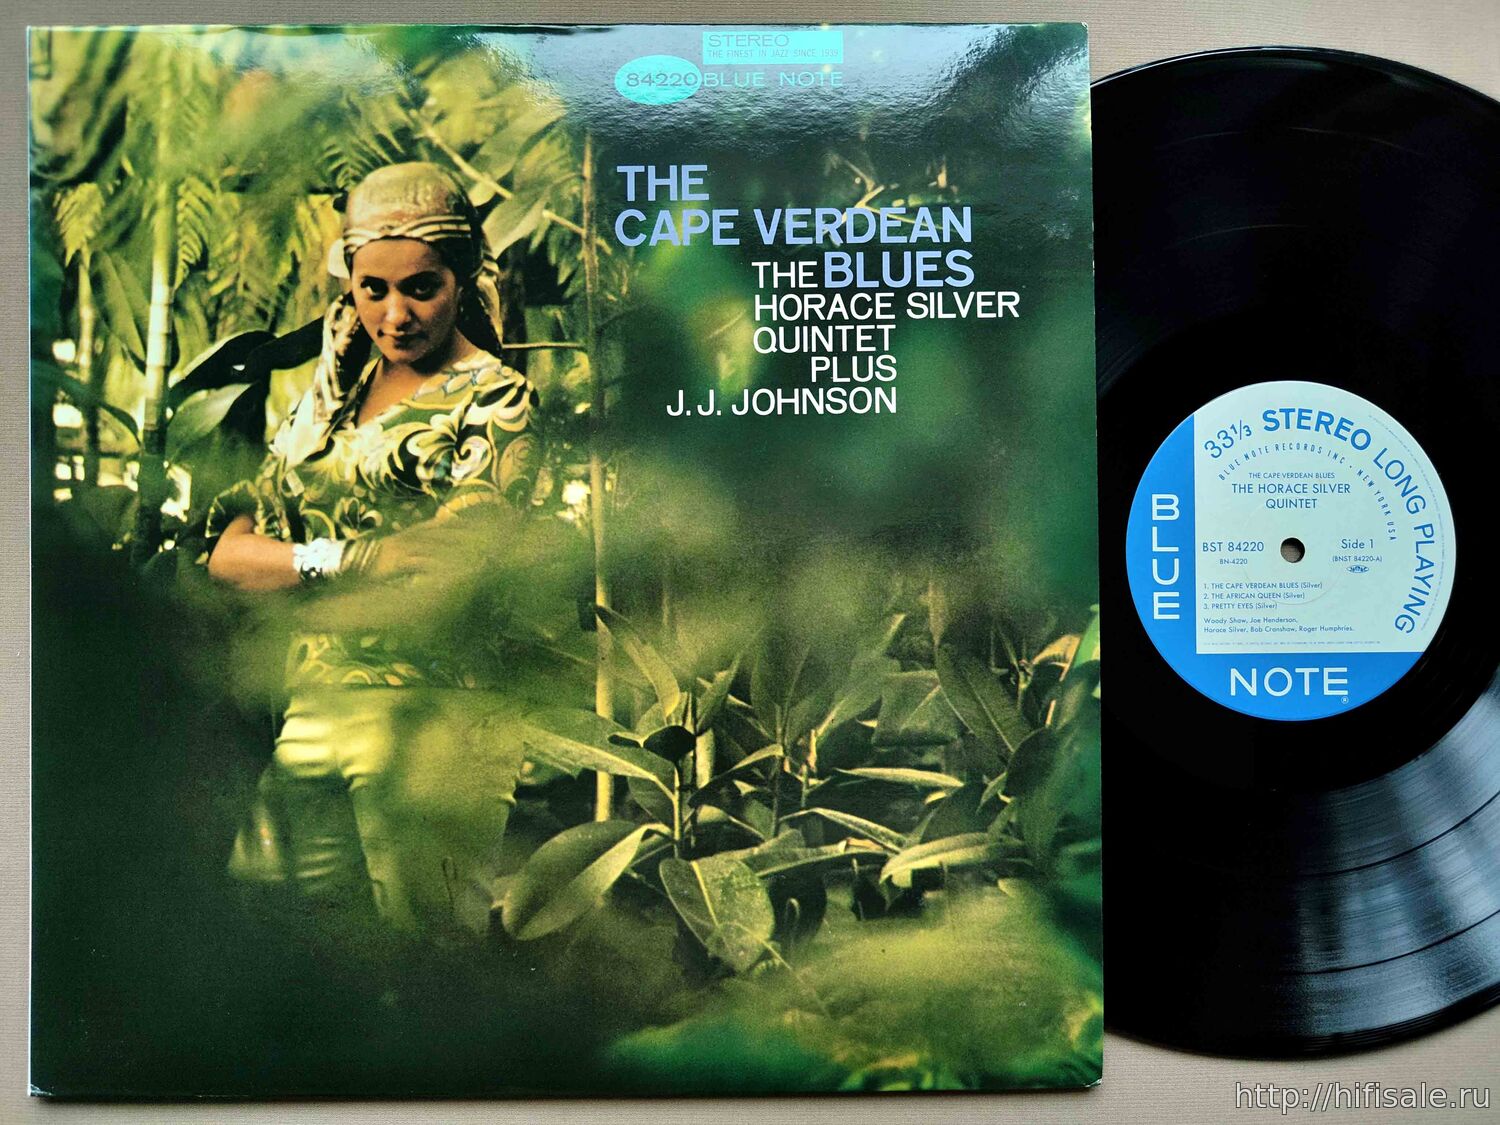 STEREO
THE FINEST IN JAZZ SINCE 1939
84220 BLUE NOTE
THE
CAPE VERDEAN
THE BLUES
HORACE SILVER
QUINTET
PLUS
J.J. JOHNSON
33 1/3 STEREO LONG PLAYING
BLUE NOTE RECORDS INC · NEW YORK USA
THE CAPE VERDEAN BLUES
THE HORACE SILVER
QUINTET
BST 84220
BN-4220
Side 1
(BNST 84220-A)
1. THE CAPE VERDEAN BLUES (Silver)
2. THE AFRICAN QUEEN (Silver)
3. PRETTY EYES (Silver)
Woody Shaw, Joe Henderson,
Horace Silver, Bob Cranshaw, Roger Humphries.
BLUE
NOTE
®
http://hifisale.ru